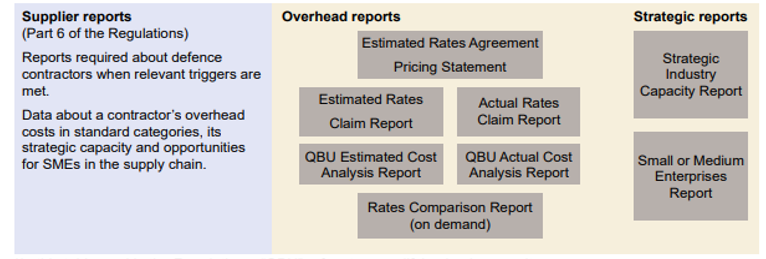 Supplier reports
(Part 6 of the Regulations)
Reports required about defence
contractors when relevant triggers are
met.
Data about a contractor's overhead
costs in standard categories, its
strategic capacity and opportunities
for SMEs in the supply chain.
Overhead reports
Estimated Rates Agreement
Pricing Statement
Estimated Rates
Claim Report
Actual Rates
Claim Report
QBU Estimated Cost
Analysis Report
QBU Actual Cost
Analysis Report
Rates Comparison Report
(on demand)
Strategic reports
Strategic
Industry
Capacity Report
Small or Medium
Enterprises
Report